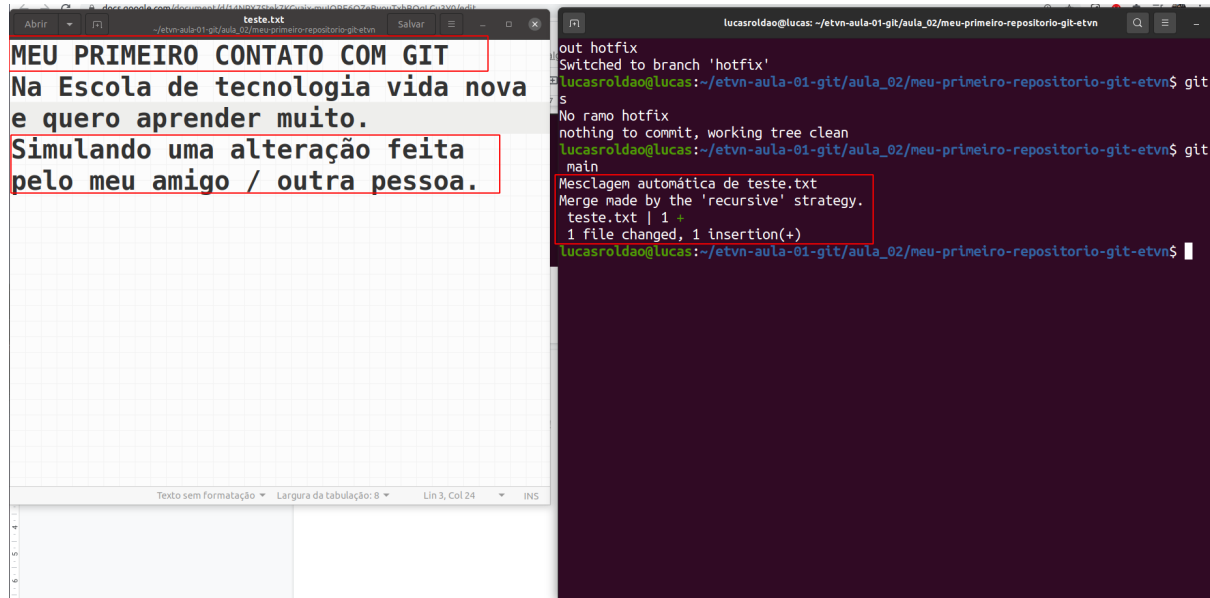 docs.google.com/document/d/
Abrir
teste.txt
~/etvn-aula-01-git/aula_02/meu-primeiro-repositorio-git-etvn
Salvar
MEU PRIMEIRO CONTATO COM GIT
Na Escola de tecnologia vida nova
e quero aprender muito.
Simulando uma alteração feita
pelo meu amigo / outra pessoa.
Texto sem formatação
Largura da tabulação: 8
Lin 3, Col 24
INS
4
5
6
lucasroldao@lucas: ~/etvn-aula-01-git/aula_02/meu-primeiro-repositorio-git-etvn
out hotfix
Switched to branch 'hotfix'
lucasroldao@lucas:~/etvn-aula-01-git/aula_02/meu-primeiro-repositorio-git-etvn$ git
s
No ramo hotfix
nothing to commit, working tree clean
lucasroldao@lucas:~/etvn-aula-01-git/aula_02/meu-primeiro-repositorio-git-etvn$ git
main
Mesclagem automática de teste.txt
Merge made by the 'recursive' strategy.
teste.txt | 1 +
1 file changed, 1 insertion(+)
lucasroldao@lucas:~/etvn-aula-01-git/aula_02/meu-primeiro-repositorio-git-etvn$